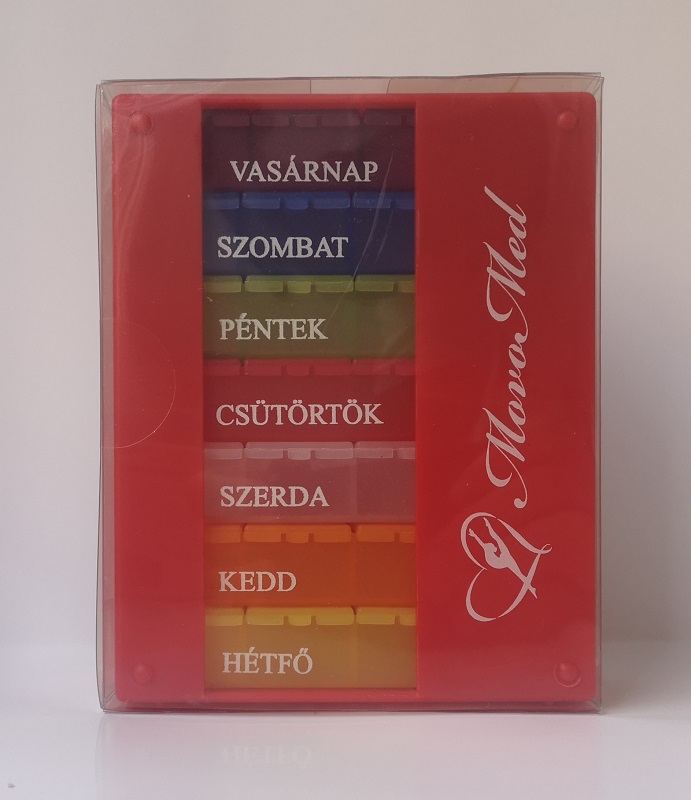 VASÁRNAP
SZOMBAT
PÉNTEK
CSÜTÖRTÖK
SZERDA
KEDD
HÉTFŐ
MovoMed